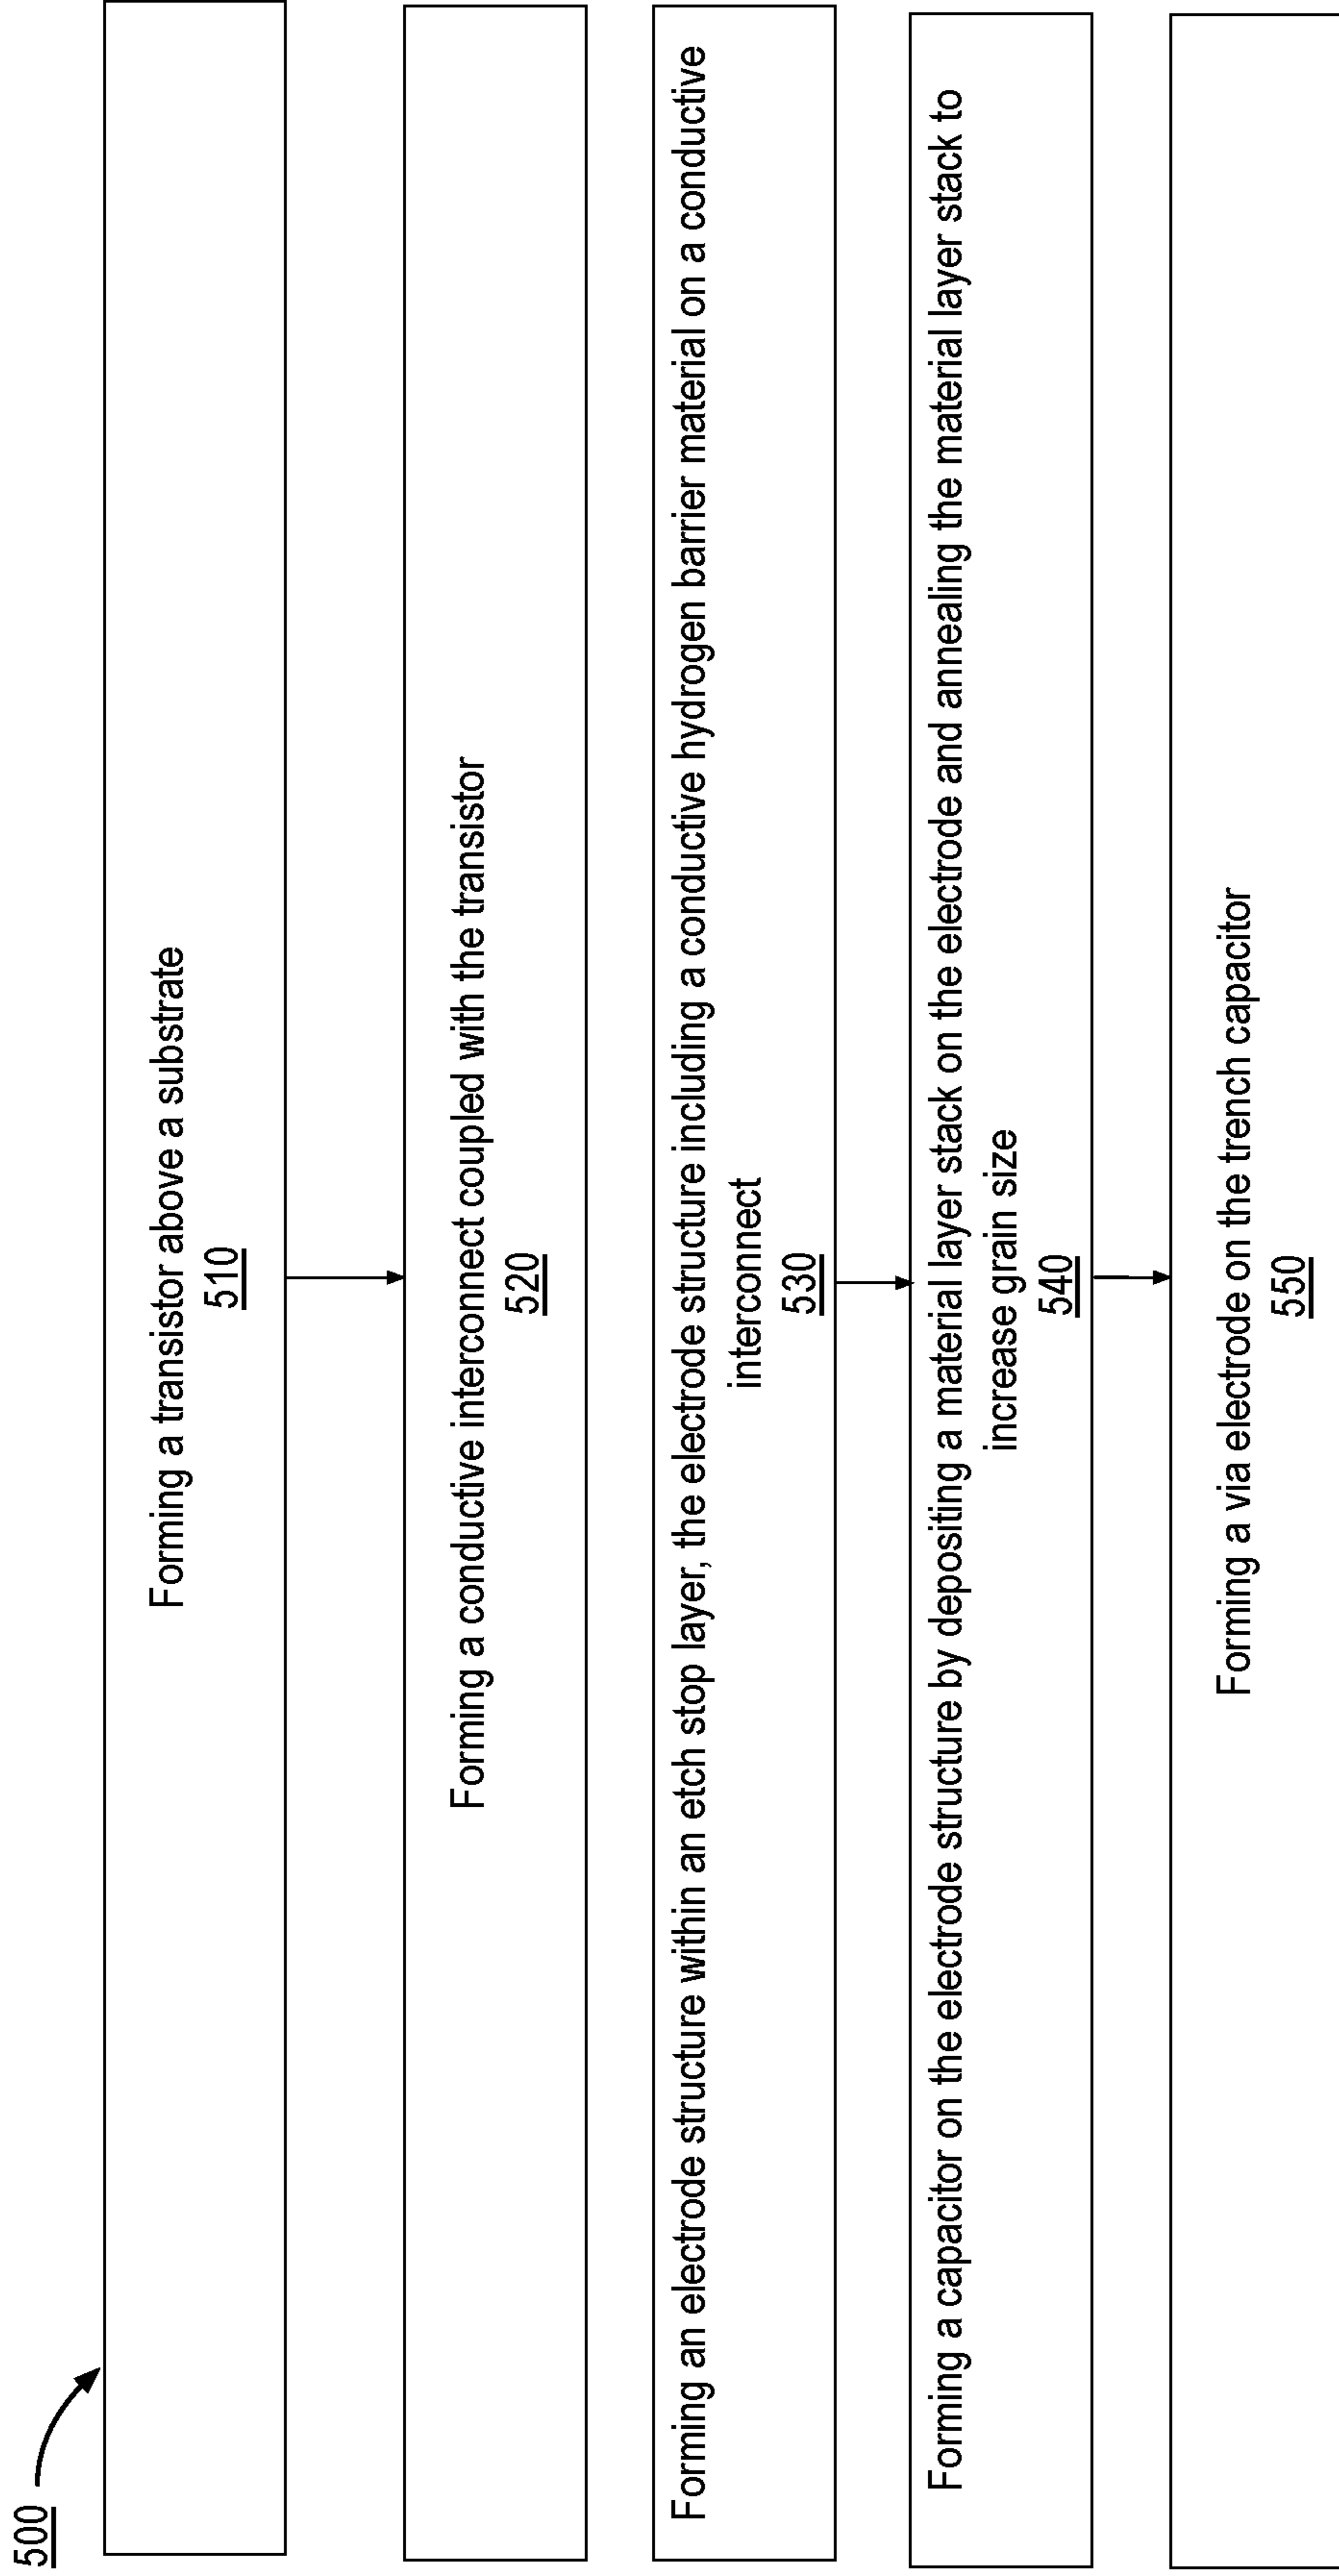 500
Forming a transistor above a substrate
510
Forming a conductive interconnect coupled with the transistor
520
Forming an electrode structure within an etch stop layer, the electrode structure including a conductive hydrogen barrier material on a conductive
interconnect
530
Forming a capacitor on the electrode structure by depositing a material layer stack on the electrode and annealing the material layer stack to
increase grain size
540
Forming a via electrode on the trench capacitor
550